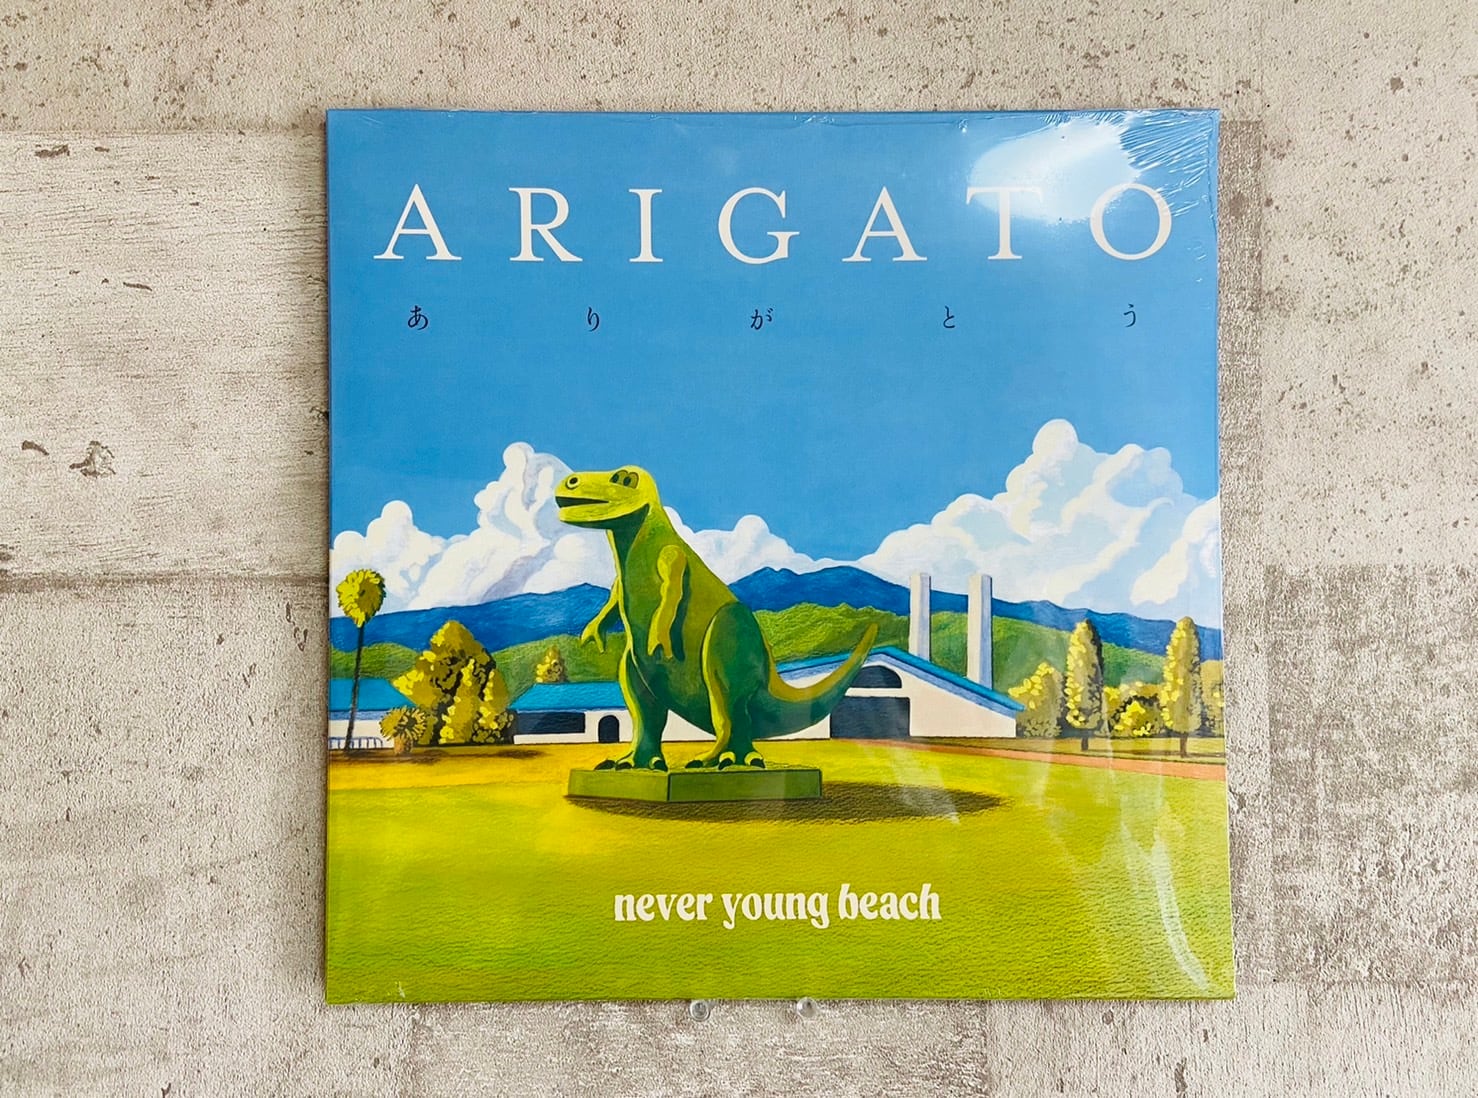 ARIGATO
ありがとう
never young beach